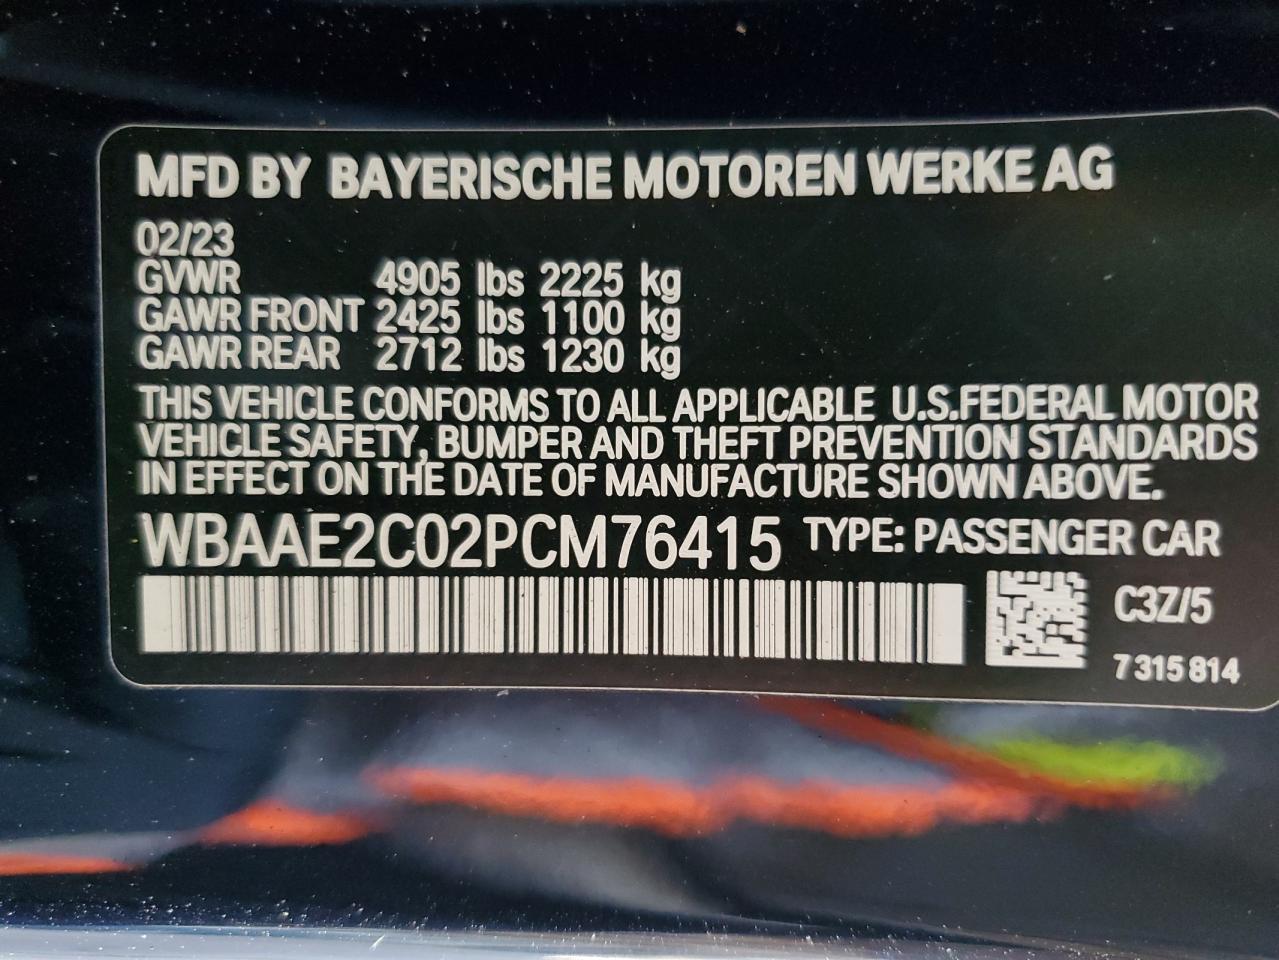 MFD BY BAYERISCHE MOTOREN WERKE AG
02/23
GVWR 4905 lbs 2225 kg
GAWR FRONT 2425 lbs 1100 kg
GAWR REAR 2712 lbs 1230 kg
THIS VEHICLE CONFORMS TO ALL APPLICABLE U.S.FEDERAL MOTOR
VEHICLE SAFETY, BUMPER AND THEFT PREVENTION STANDARDS
IN EFFECT ON THE DATE OF MANUFACTURE SHOWN ABOVE.
WBAAE2C02PCM76415 TYPE: PASSENGER CAR
C3Z/5
7 315 814